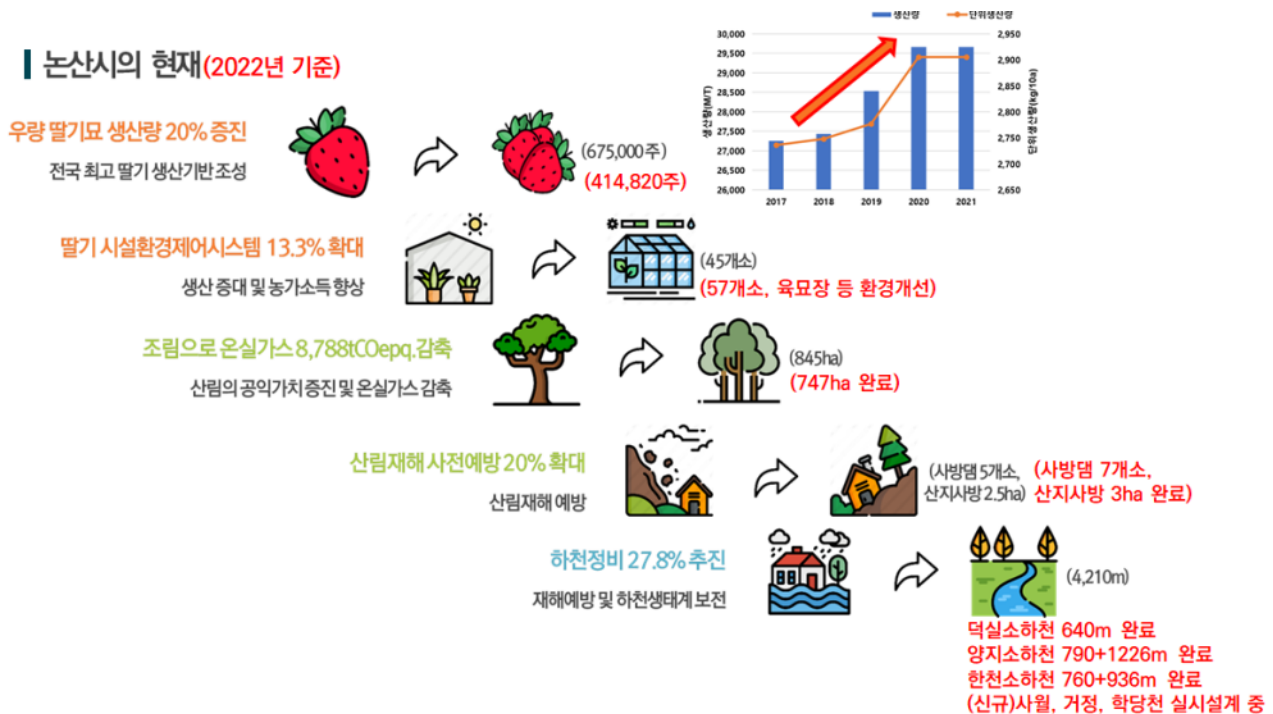 논산시의 현재(2022년 기준)
생산량 단위생산량
30,000
29,500
29,000
28,500
28,000
27,500
27,000
26,500
26,000
생산량(M/T)
2,950
2,900
2,850
2,800
2,750
2,700
2,650
단위 생산량(kg/10a)
2017 2018 2019 2020 2021
우량 딸기묘 생산량 20% 증진
전국 최고 딸기 생산기반 조성
(675,000주)
(414,820주)
딸기 시설환경제어시스템 13.3% 확대
생산 증대 및 농가소득 향상
(45개소)
(57개소, 육묘장 등 환경개선)
조림으로 온실가스 8,788tCOepq.감축
산림의 공익가치 증진 및 온실가스 감축
(845ha)
(747ha 완료)
산림재해 사전예방 20% 확대
산림재해 예방
(사방댐 5개소,
산지사방 2.5ha)
(사방댐 7개소,
산지사방 3ha 완료)
하천정비 27.8% 추진
재해예방 및 하천생태계 보전
(4,210m)
덕실소하천 640m 완료
양지소하천 790+1226m 완료
한천소하천 760+936m 완료
(신규)사월, 거정, 학당천 실시설계 중